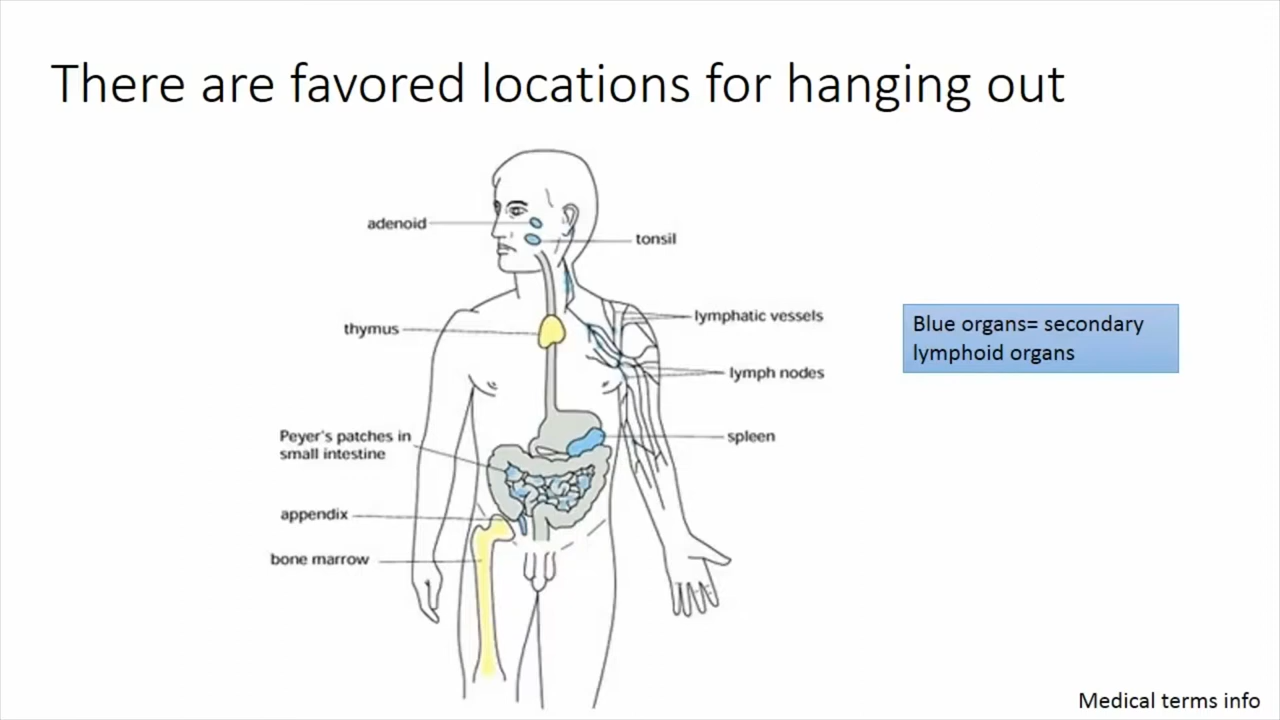 There are favored locations for hanging out
adenoid
tonsil
thymus
lymphatic vessels
lymph nodes
Blue organs= secondary
lymphoid organs
Peyer's patches in
small intestine
spleen
appendix
bone marrow
Medical terms info